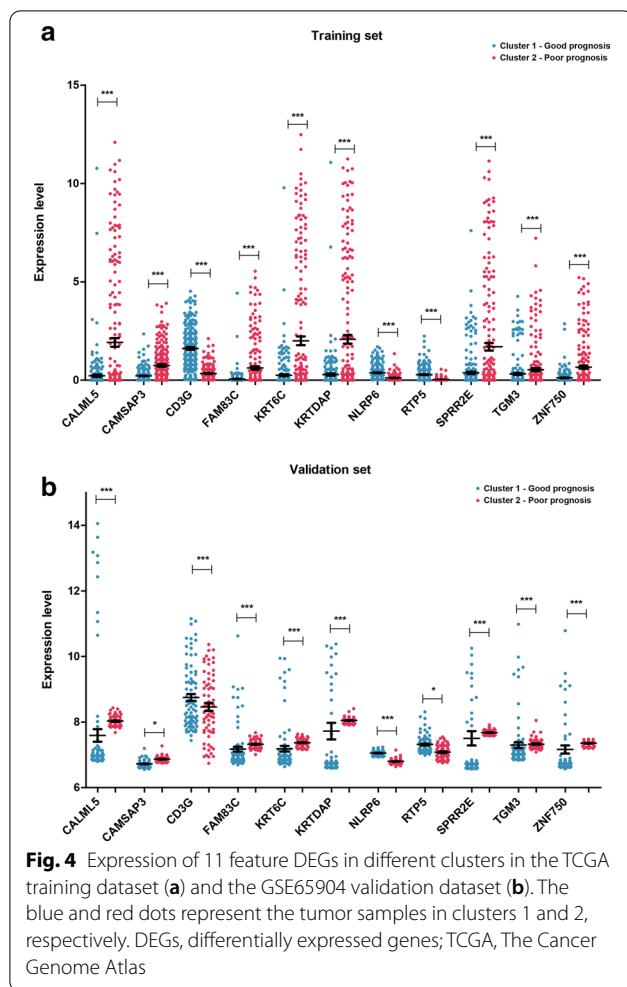 a
Training set
Cluster 1 - Good prognosis
Cluster 2 - Poor prognosis
Expression level
15
10
5
0
*** *** *** *** *** *** *** *** *** *** ***
CALML5 CAMSAP3 CD3G FAM83C KRT6C KRTDAP NLRP6 RTP5 SPRR2E TGM3 ZNF750
b
Validation set
Cluster 1 - Good prognosis
Cluster 2 - Poor prognosis
Expression level
14
12
10
8
6
*** * *** *** *** *** *** * *** *** ***
CALML5 CAMSAP3 CD3G FAM83C KRT6C KRTDAP NLRP6 RTP5 SPRR2E TGM3 ZNF750
Fig. 4 Expression of 11 feature DEGs in different clusters in the TCGA
training dataset (a) and the GSE65904 validation dataset (b). The
blue and red dots represent the tumor samples in clusters 1 and 2,
respectively. DEGs, differentially expressed genes; TCGA, The Cancer
Genome Atlas